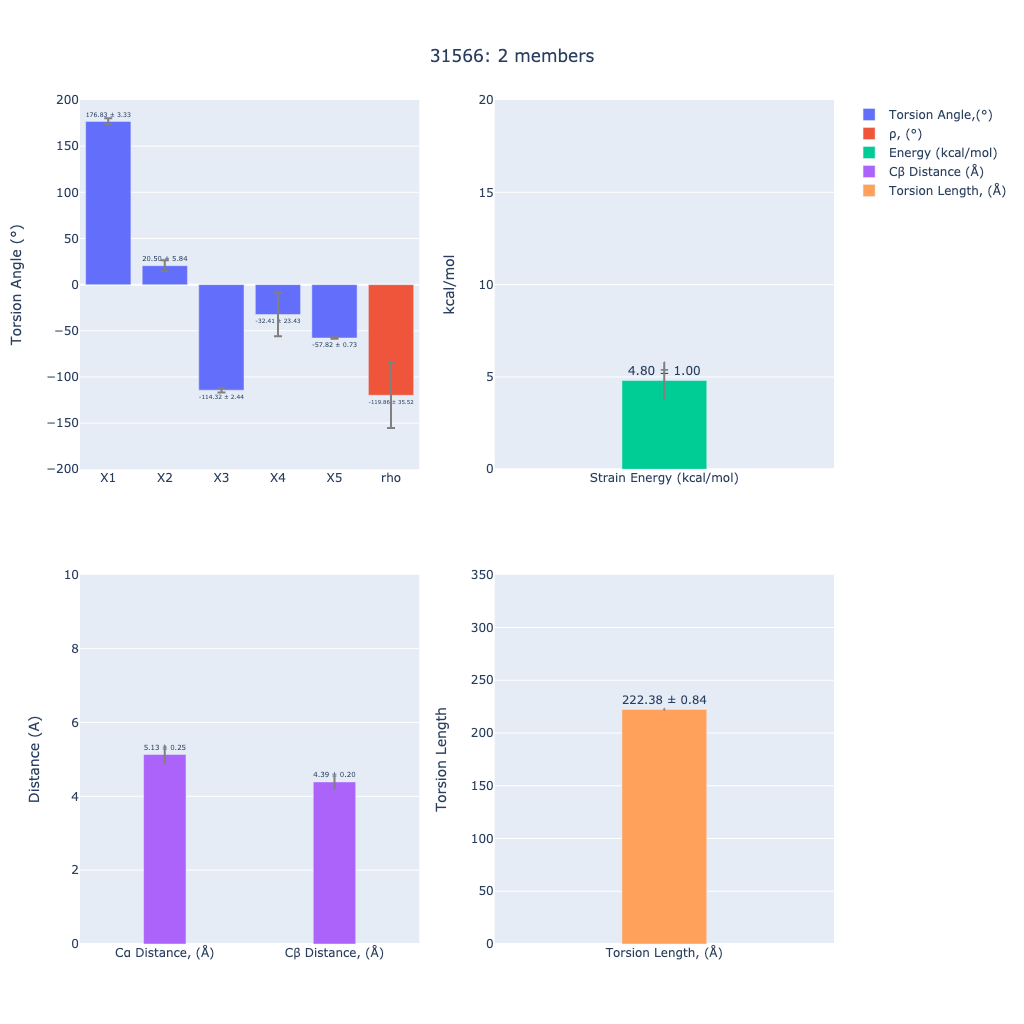 31566: 2 members
Torsion Angle (°)
200
150
100
50
0
−50
−100
−150
−200
176.83 ± 3.33
20.50 ± 5.84
-114.32 ± 2.44
-32.41 ± 23.43
-57.82 ± 0.73
-119.86 ± 35.52
X1 X2 X3 X4 X5 rho
kcal/mol
20
15
10
5
0
4.80 ± 1.00
Strain Energy (kcal/mol)
Torsion Angle,(°)
ρ, (°)
Energy (kcal/mol)
Cβ Distance (Å)
Torsion Length, (Å)
Distance (A)
10
8
6
4
2
0
5.13 ± 0.25
4.39 ± 0.20
Cα Distance, (Å) Cβ Distance, (Å)
Torsion Length
350
300
250
200
150
100
50
0
222.38 ± 0.84
Torsion Length, (Å)